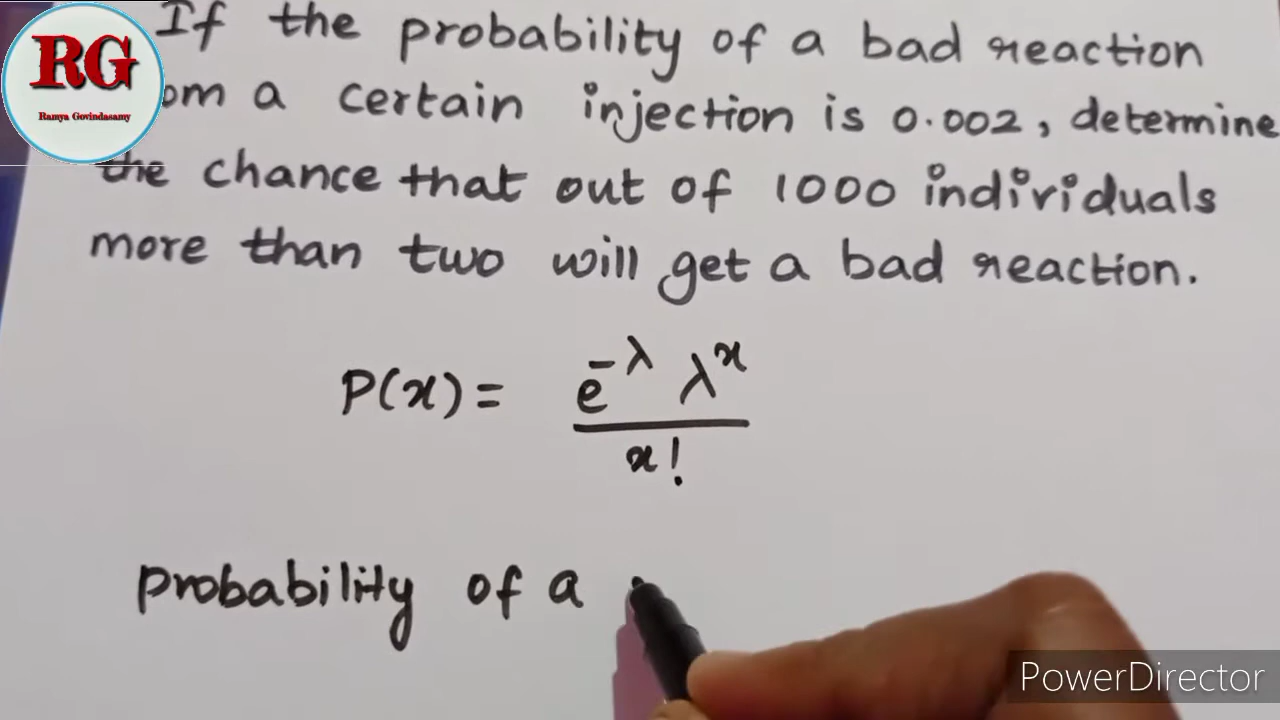 RG
Ramya Govindasamy
If the probability of a bad reaction
om a certain injection is 0.002, determine
the chance that out of 1000 individuals
more than two will get a bad reaction.
P(x) = e^-λ λ^x
x!
probability of a
PowerDirector